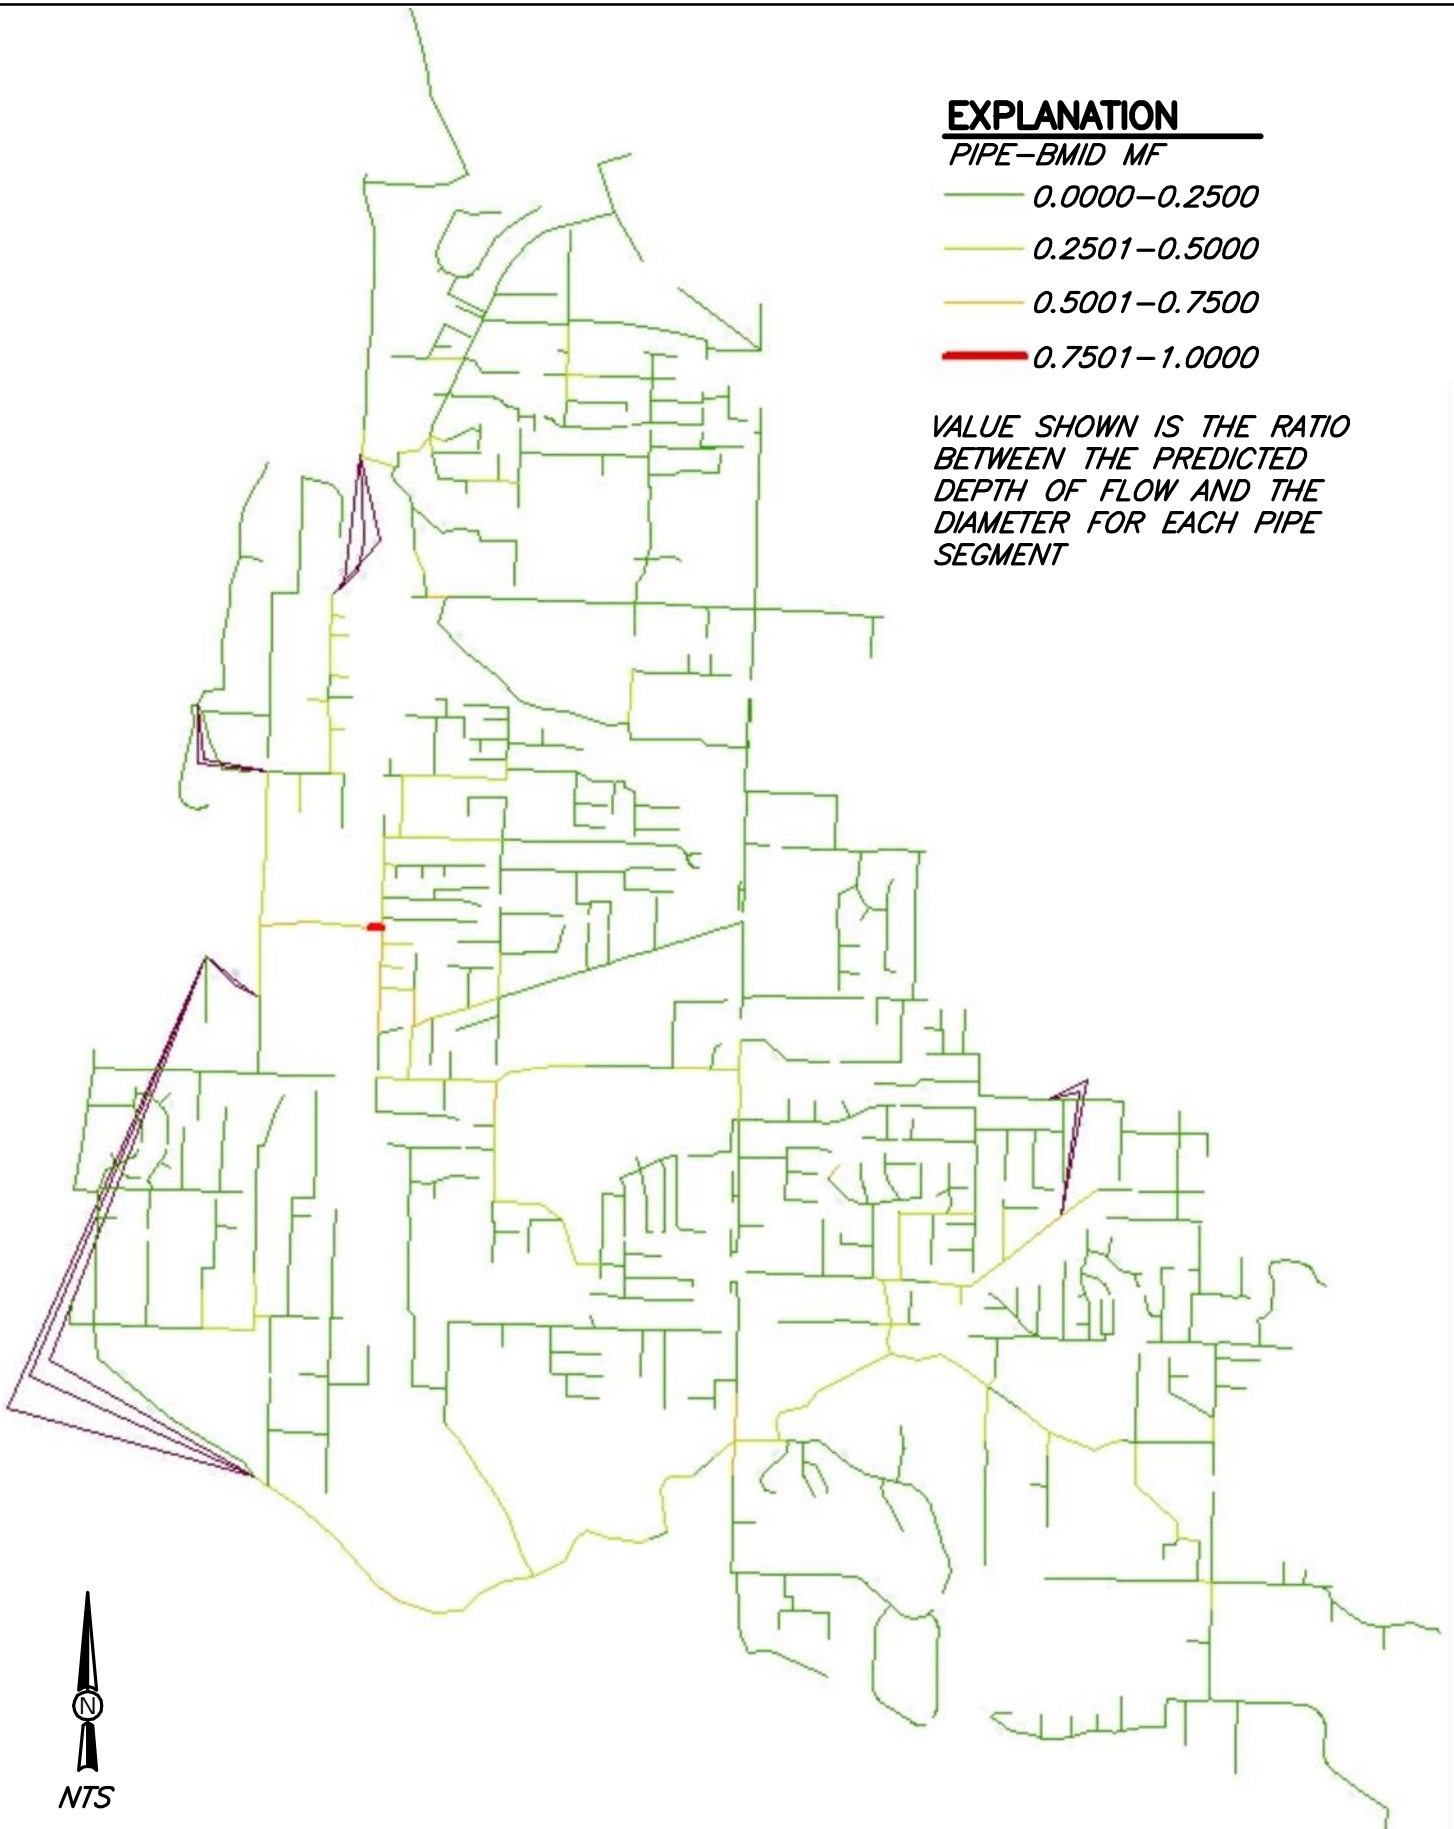 EXPLANATION
PIPE-BMID MF
0.0000-0.2500
0.2501-0.5000
0.5001-0.7500
0.7501-1.0000
VALUE SHOWN IS THE RATIO
BETWEEN THE PREDICTED
DEPTH OF FLOW AND THE
DIAMETER FOR EACH PIPE
SEGMENT
N
NTS